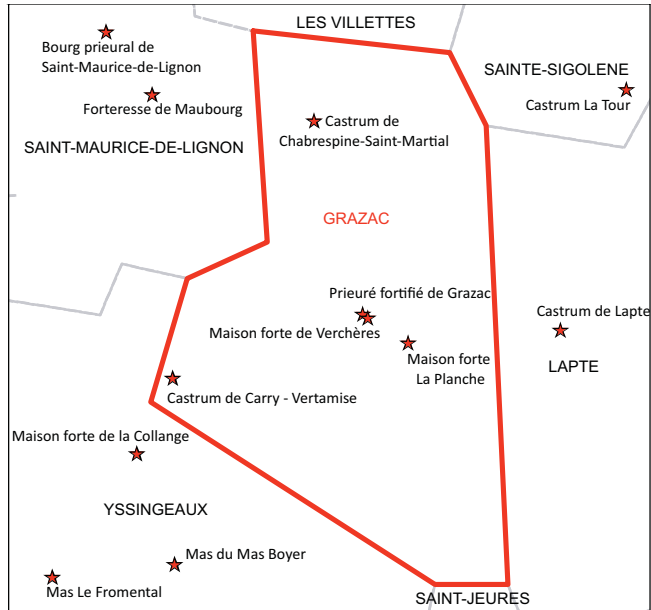 LES VILLETTES
Bourg prieural de
Saint-Maurice-de-Lignon
SAINTE-SIGOLENE
Castrum La Tour
Forteresse de Maubourg
Castrum de
Chabrespine-Saint-Martial
SAINT-MAURICE-DE-LIGNON
GRAZAC
Prieuré fortifié de Grazac
Castrum de Lapte
Maison forte de Verchères
Maison forte
La Planche
LAPTE
Castrum de Carry - Vertamise
Maison forte de la Collange
YSSINGEAUX
Mas du Mas Boyer
Mas Le Fromental
SAINT-JEURES